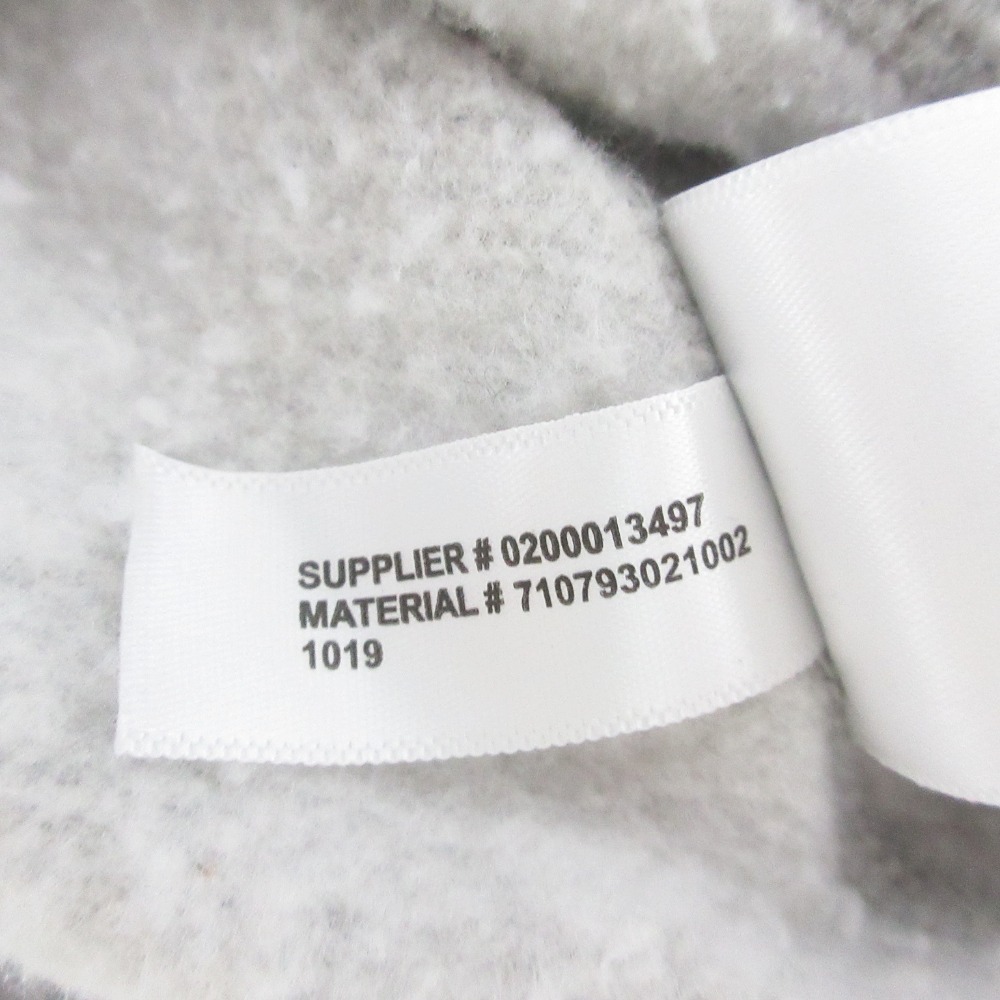 SUPPLIER # 0200013497
MATERIAL # 710793021002
1019